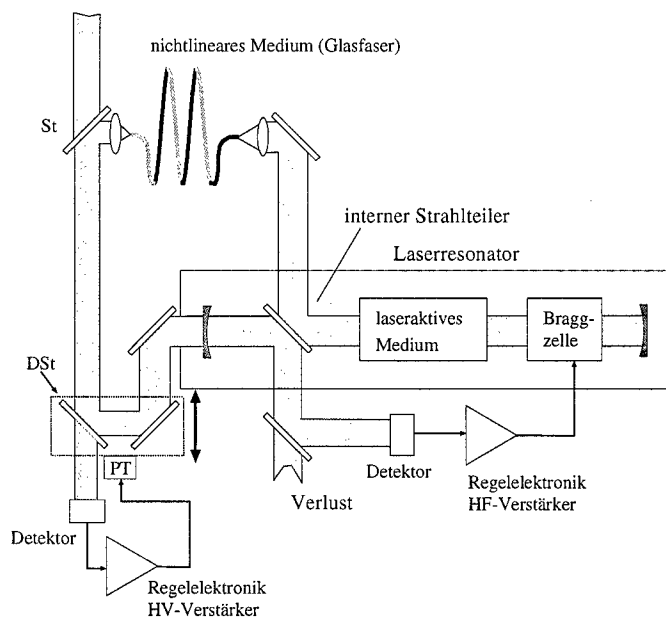 nichtlineares Medium (Glasfaser)
St
interner Strahlteiler
Laserresonator
laseraktives
Medium
Bragg-
zelle
DSt
PT
Detektor
Verlust
Regelelektronik
HF-Verstärker
Detektor
Regelelektronik
HV-Verstärker